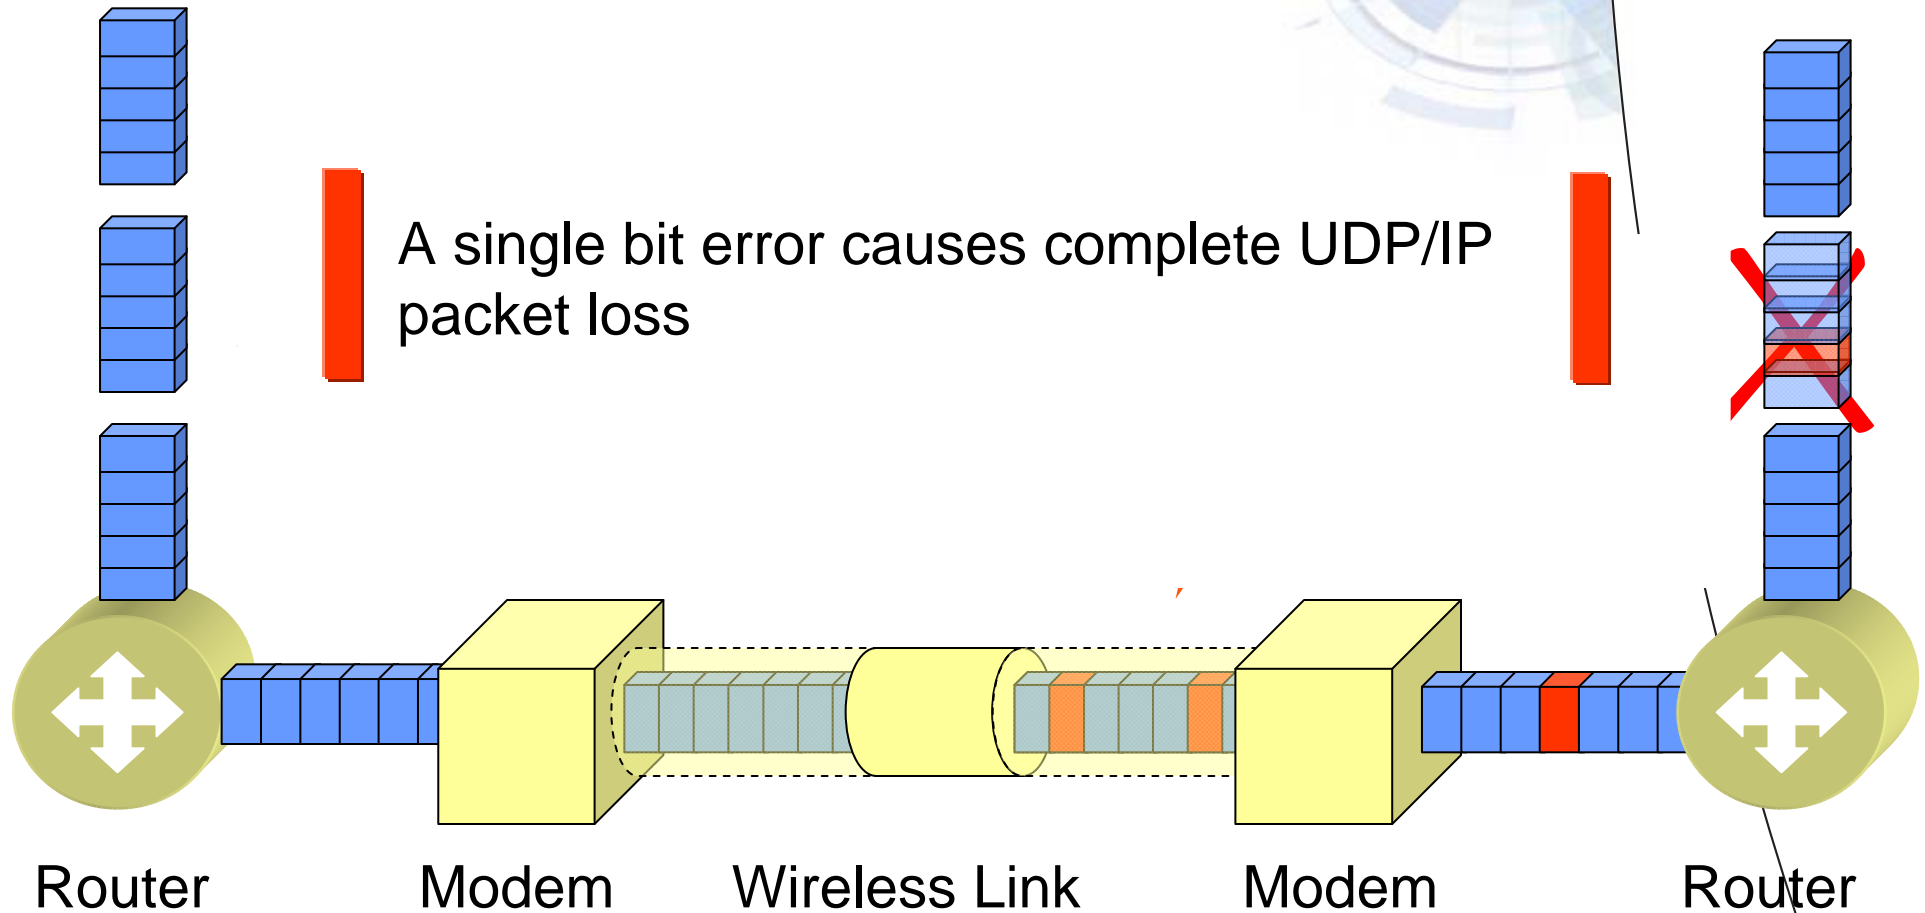 A single bit error causes complete UDP/IP
packet loss
Router
Modem
Wireless Link
Modem
Router